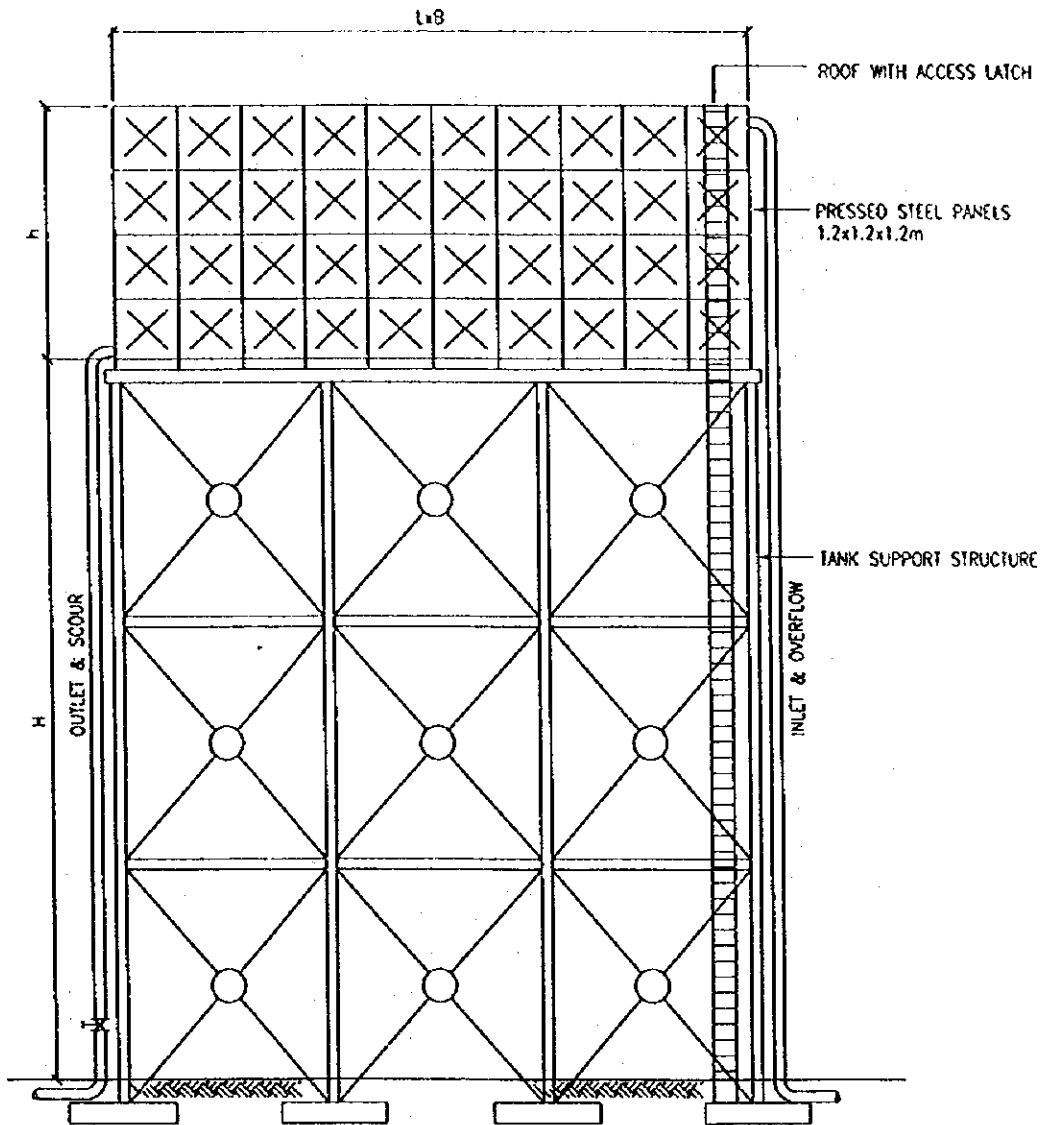 LxB
ROOF WITH ACCESS LATCH
h
PRESSED STEEL PANELS
1.2x1.2x1.2m
TANK SUPPORT STRUCTURE
OUTLET & SCOUR
INLET & OVERFLOW
H